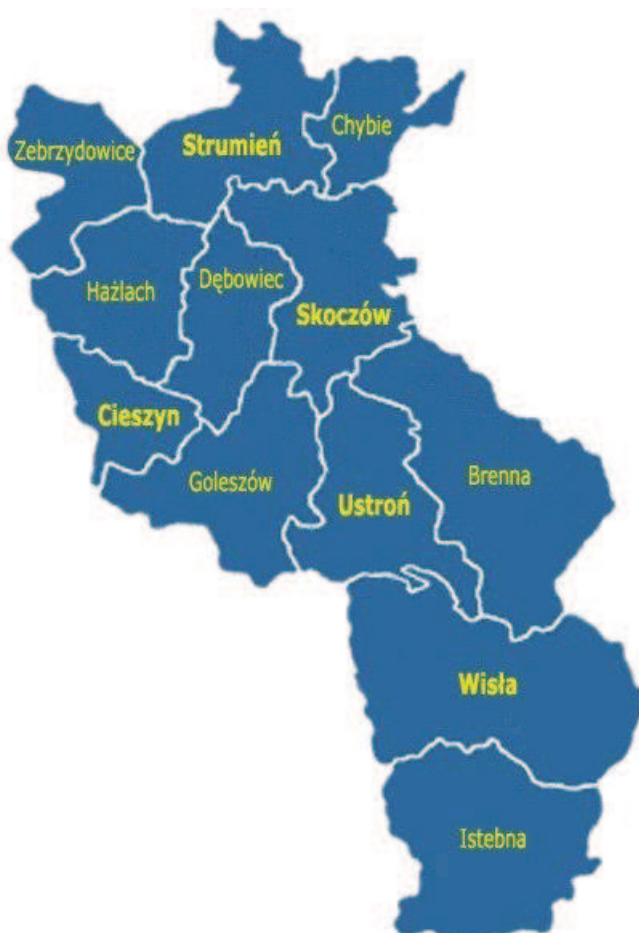 Chybie
Zebrzydowice
Strumień
Dębowiec
Hażlach
Skoczów
Cieszyn
Goleszów
Brenna
Ustroń
Wisła
Istebna